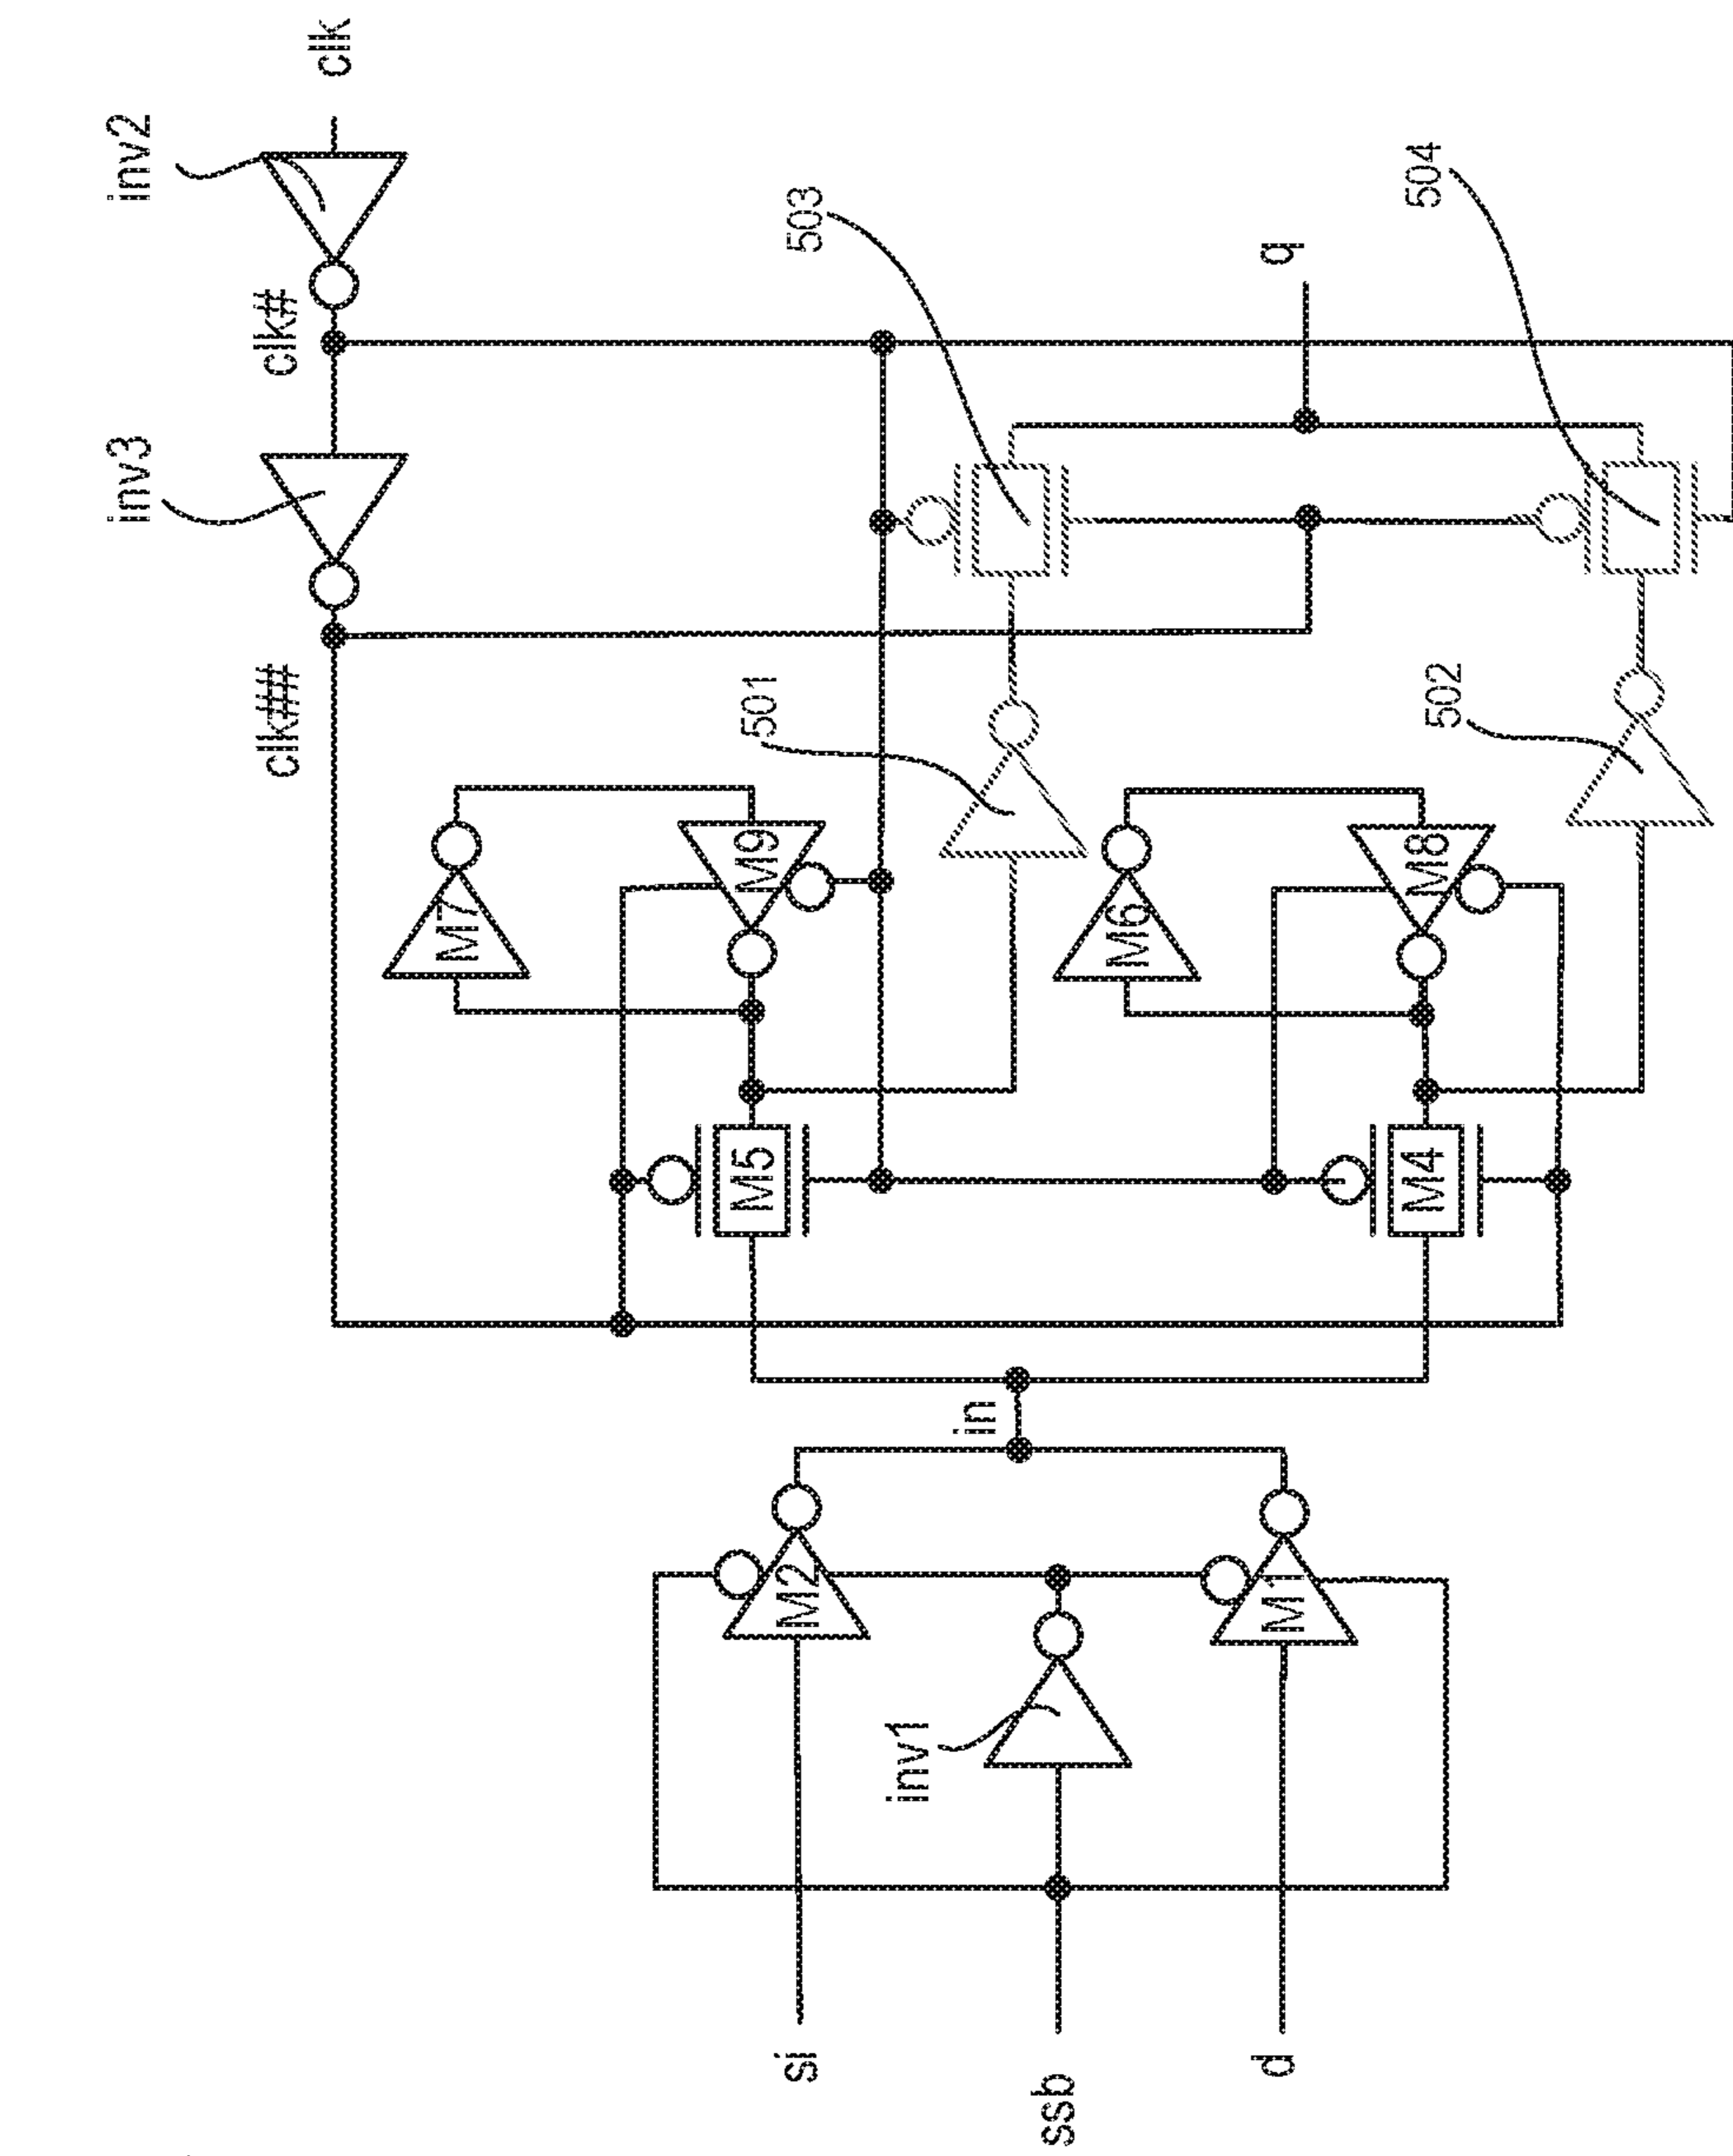 inv3
inv2
clk##
clk#
clk
M7
M9
501
503
M5
M6
q
M8
502
504
M4
si
M2
in
inv1
ssb
M1
d